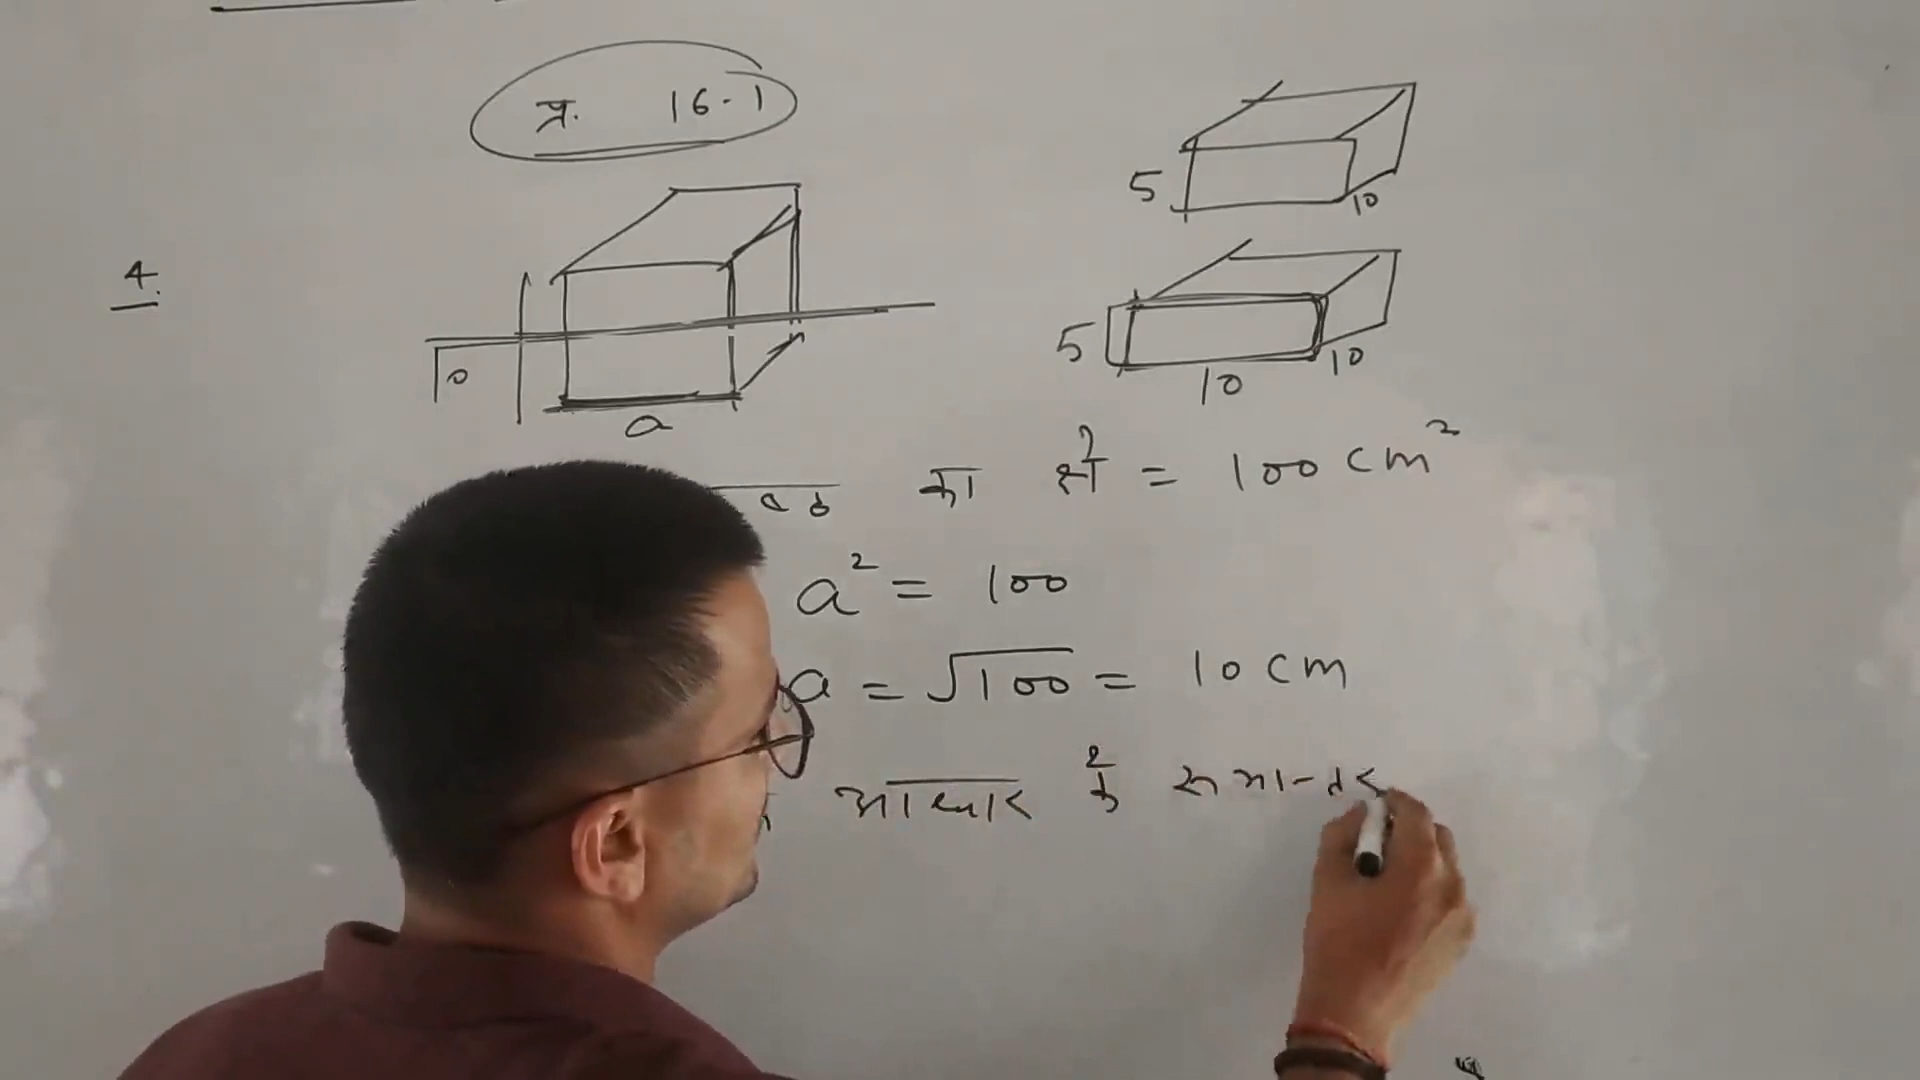 प्र. 16.1
4.
5
10
10
a
5
10
10
का क्षे = 100 cm²
a² = 100
a = √100 = 10 cm
आधार के समान्तर